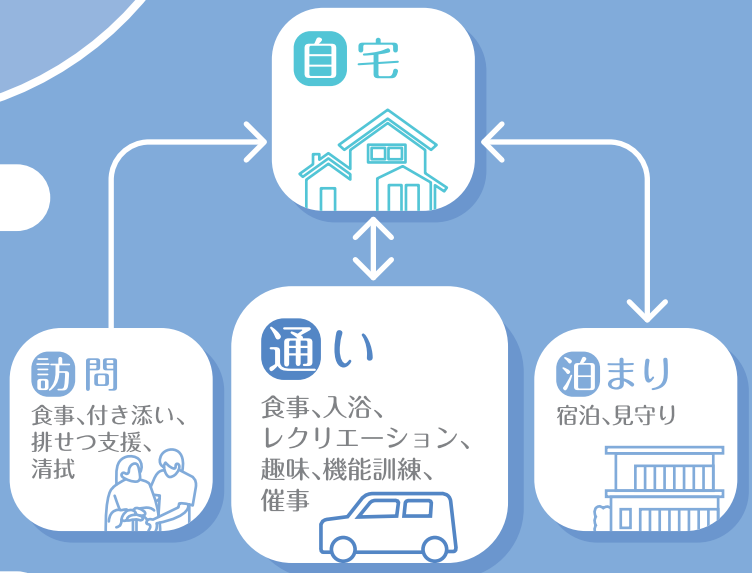 自宅
訪問
食事、付き添い、
排せつ支援、
清拭
通い
食事、入浴、
レクリエーション、
趣味、機能訓練、
催事
泊まり
宿泊、見守り